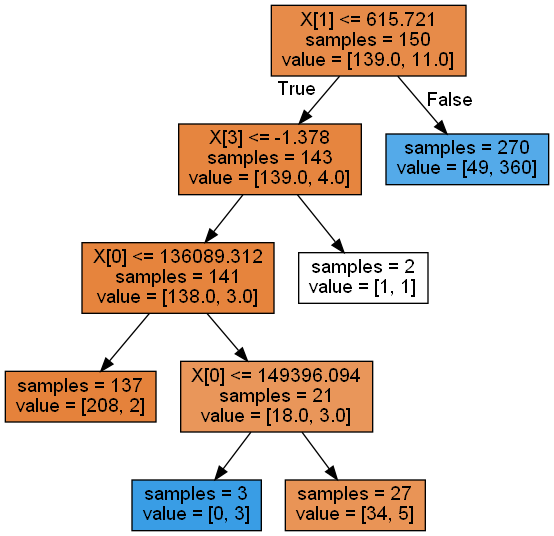 X[1] <= 615.721
samples = 150
value = [139.0, 11.0]
True
False
X[3] <= -1.378
samples = 143
value = [139.0, 4.0]
samples = 270
value = [49, 360]
X[0] <= 136089.312
samples = 141
value = [138.0, 3.0]
samples = 2
value = [1, 1]
samples = 137
value = [208, 2]
X[0] <= 149396.094
samples = 21
value = [18.0, 3.0]
samples = 3
value = [0, 3]
samples = 27
value = [34, 5]